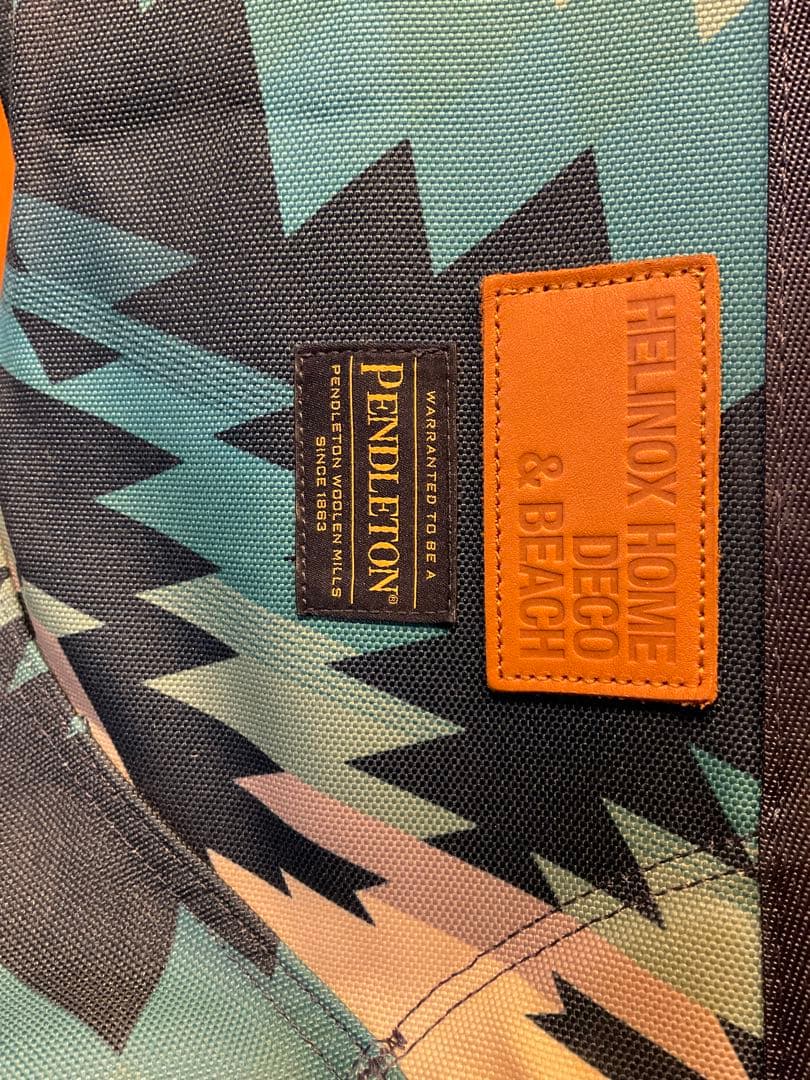 WARRANTED TO BE A
PENDLETON®
PENDLETON WOOLEN MILLS
SINCE 1863
HELINOX HOME
DECO
& BEACH